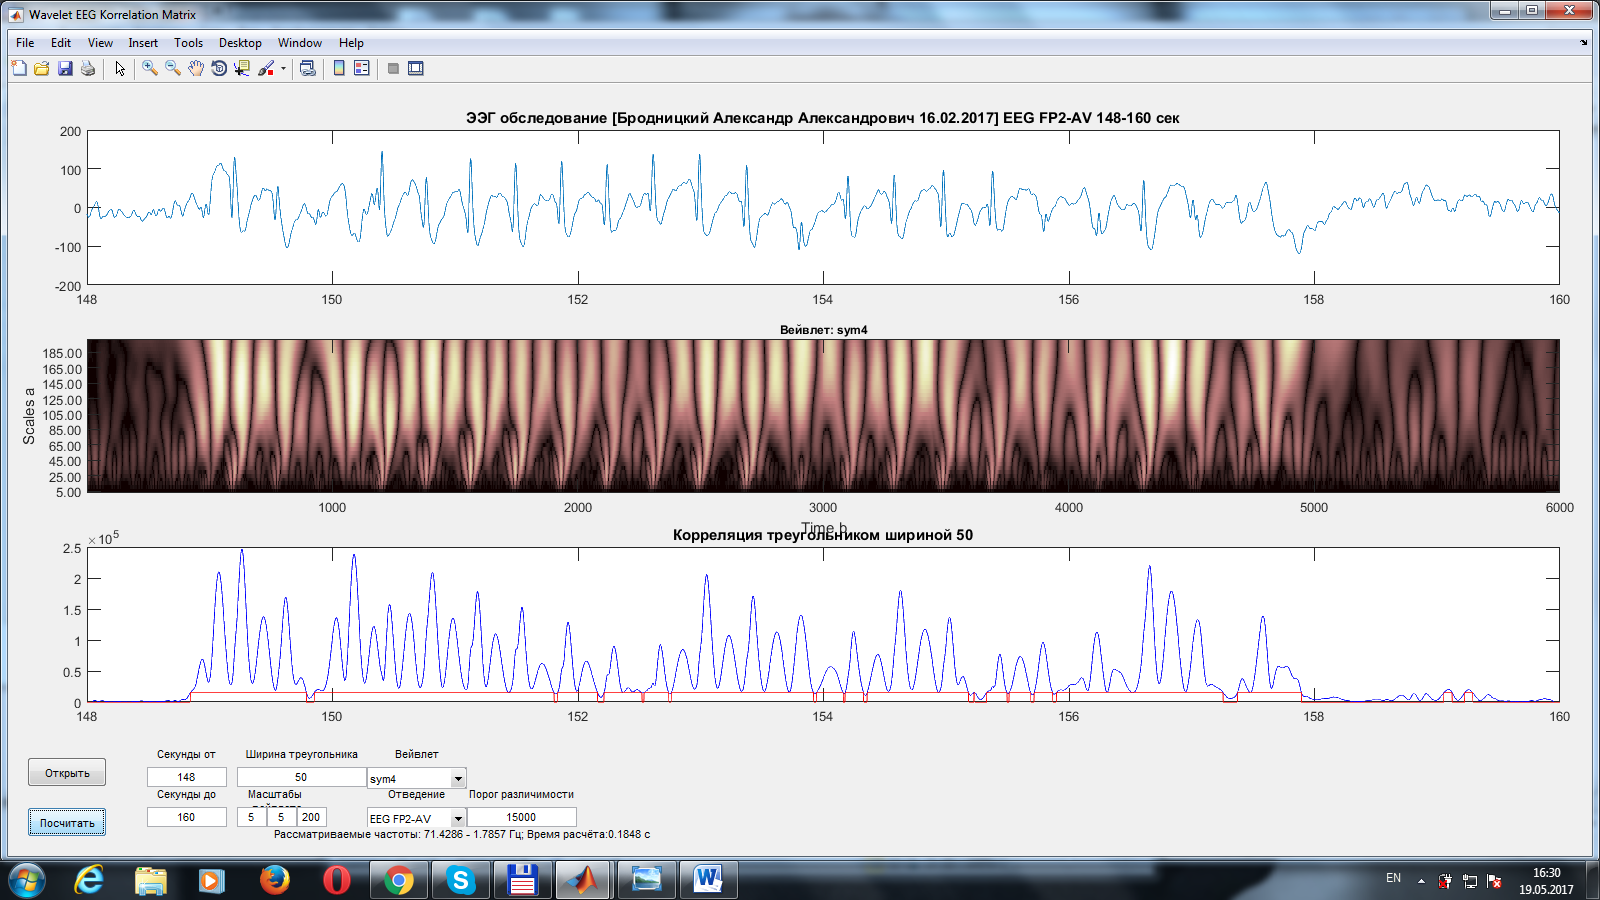 Wavelet EEG Korrelation Matrix
File Edit View Insert Tools Desktop Window Help
ЭЭГ обследование [Бродницкий Александр Александрович 16.02.2017] EEG FP2-AV 148-160 сек
200
100
0
-100
-200
148 150 152 154 156 158 160
Вейвлет: sym4
Scales a
185.00
165.00
145.00
125.00
105.00
85.00
65.00
45.00
25.00
5.00
1000 2000 3000 4000 5000 6000
Time b
Корреляция треугольником шириной 50
× 10^5
2.5
2
1.5
1
0.5
0
148 150 152 154 156 158 160
Открыть
Посчитать
Секунды от Ширина треугольника Вейвлет
148 50 sym4
Секунды до Масштабы Отведение Порог различимости
160 5 5 200 EEG FP2-AV 15000
Рассматриваемые частоты: 71.4286 - 1.7857 Гц; Время расчёта:0.1848 с
EN
16:30
19.05.2017